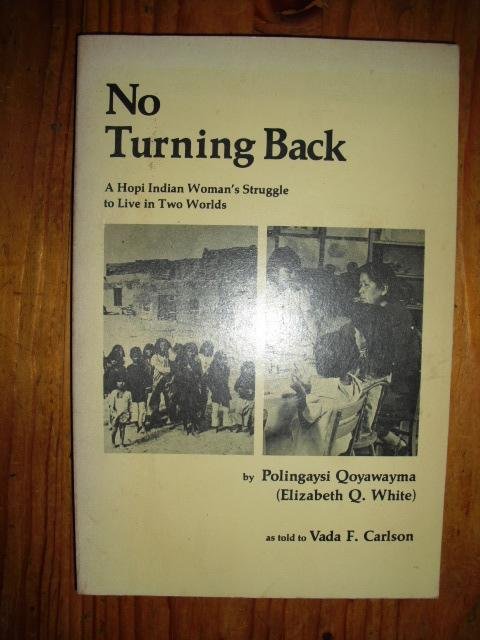 No
Turning Back
A Hopi Indian Woman's Struggle
to Live in Two Worlds
by Polingaysi Qoyawayma
(Elizabeth Q. White)
as told to Vada F. Carlson